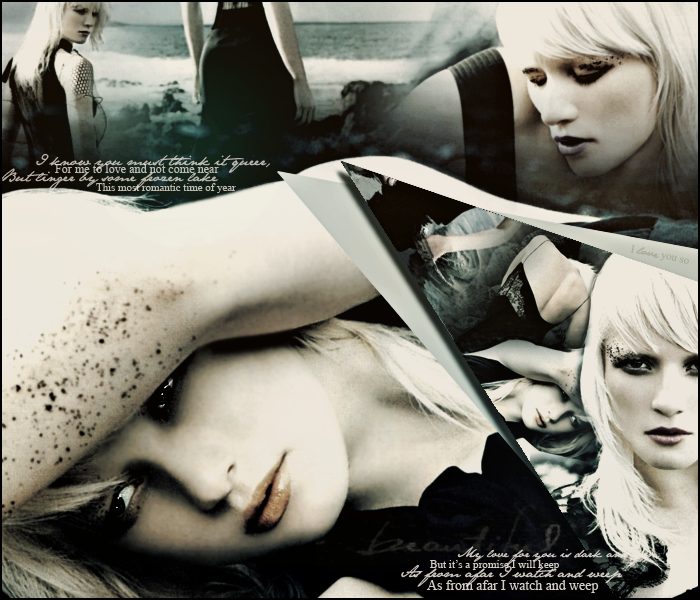 I know you must think it queer,
For me to love and not come near
But linger by some frozen lake
This most romantic time of year
I love you so
beautiful
My love for you is dark and
But it's a promise I will keep
As from afar I watch and weep
As from afar I watch and weep